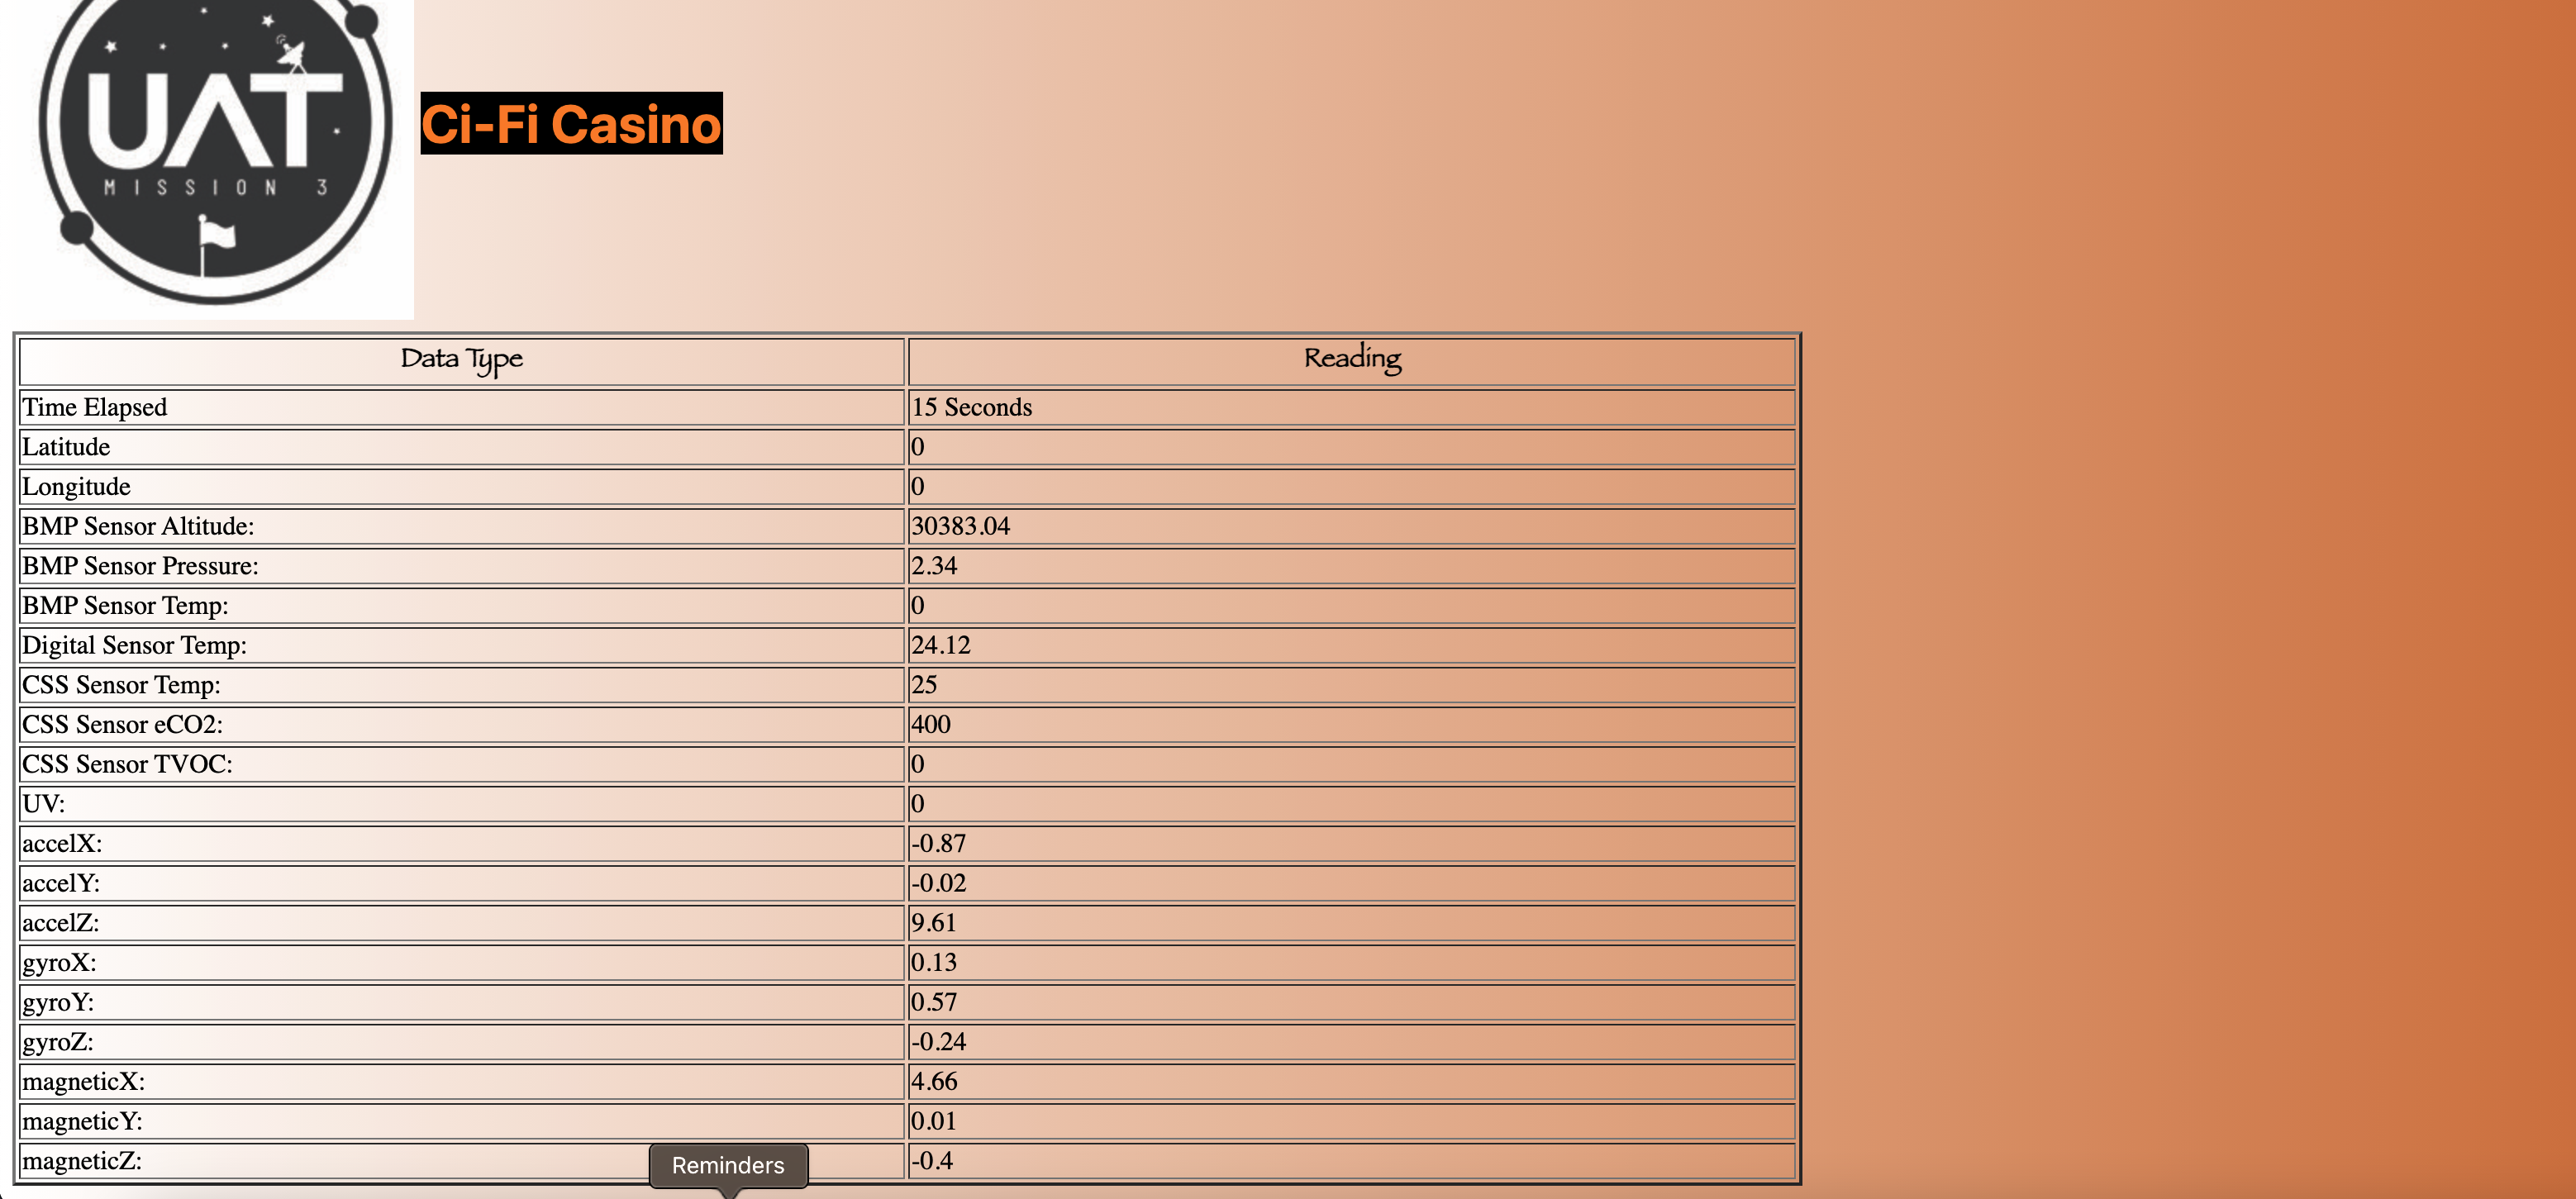 UAT
MISSION 3
Ci-Fi Casino
Data Type Reading
Time Elapsed 15 Seconds
Latitude 0
Longitude 0
BMP Sensor Altitude: 30383.04
BMP Sensor Pressure: 2.34
BMP Sensor Temp: 0
Digital Sensor Temp: 24.12
CSS Sensor Temp: 25
CSS Sensor eCO2: 400
CSS Sensor TVOC: 0
UV: 0
accelX: -0.87
accelY: -0.02
accelZ: 9.61
gyroX: 0.13
gyroY: 0.57
gyroZ: -0.24
magneticX: 4.66
magneticY: 0.01
magneticZ: -0.4
Reminders